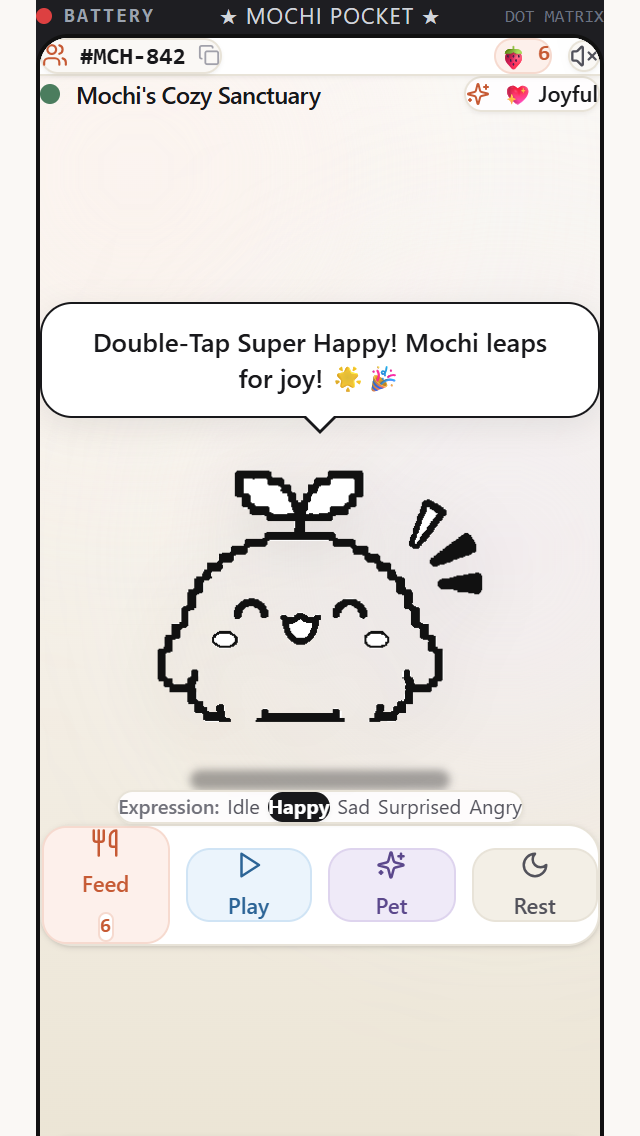 BATTERY ★ MOCHI POCKET ★ DOT MATRIX
#MCH-842 🍓 6
Mochi's Cozy Sanctuary 💖 Joyful
Double-Tap Super Happy! Mochi leaps
for joy! 🌟 🎉
Expression: Idle Happy Sad Surprised Angry
Feed Play Pet Rest
6